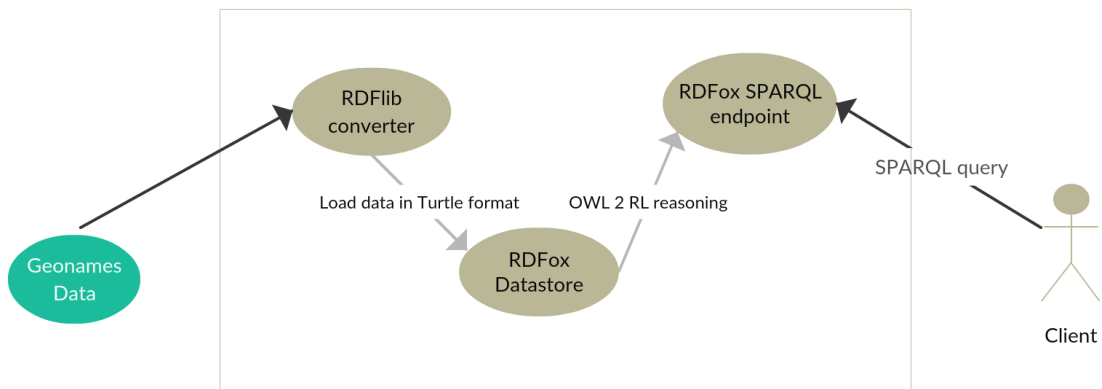 RDFlib
converter
RDFox SPARQL
endpoint
SPARQL query
Load data in Turtle format
OWL 2 RL reasoning
Geonames
Data
RDFox
Datastore
Client